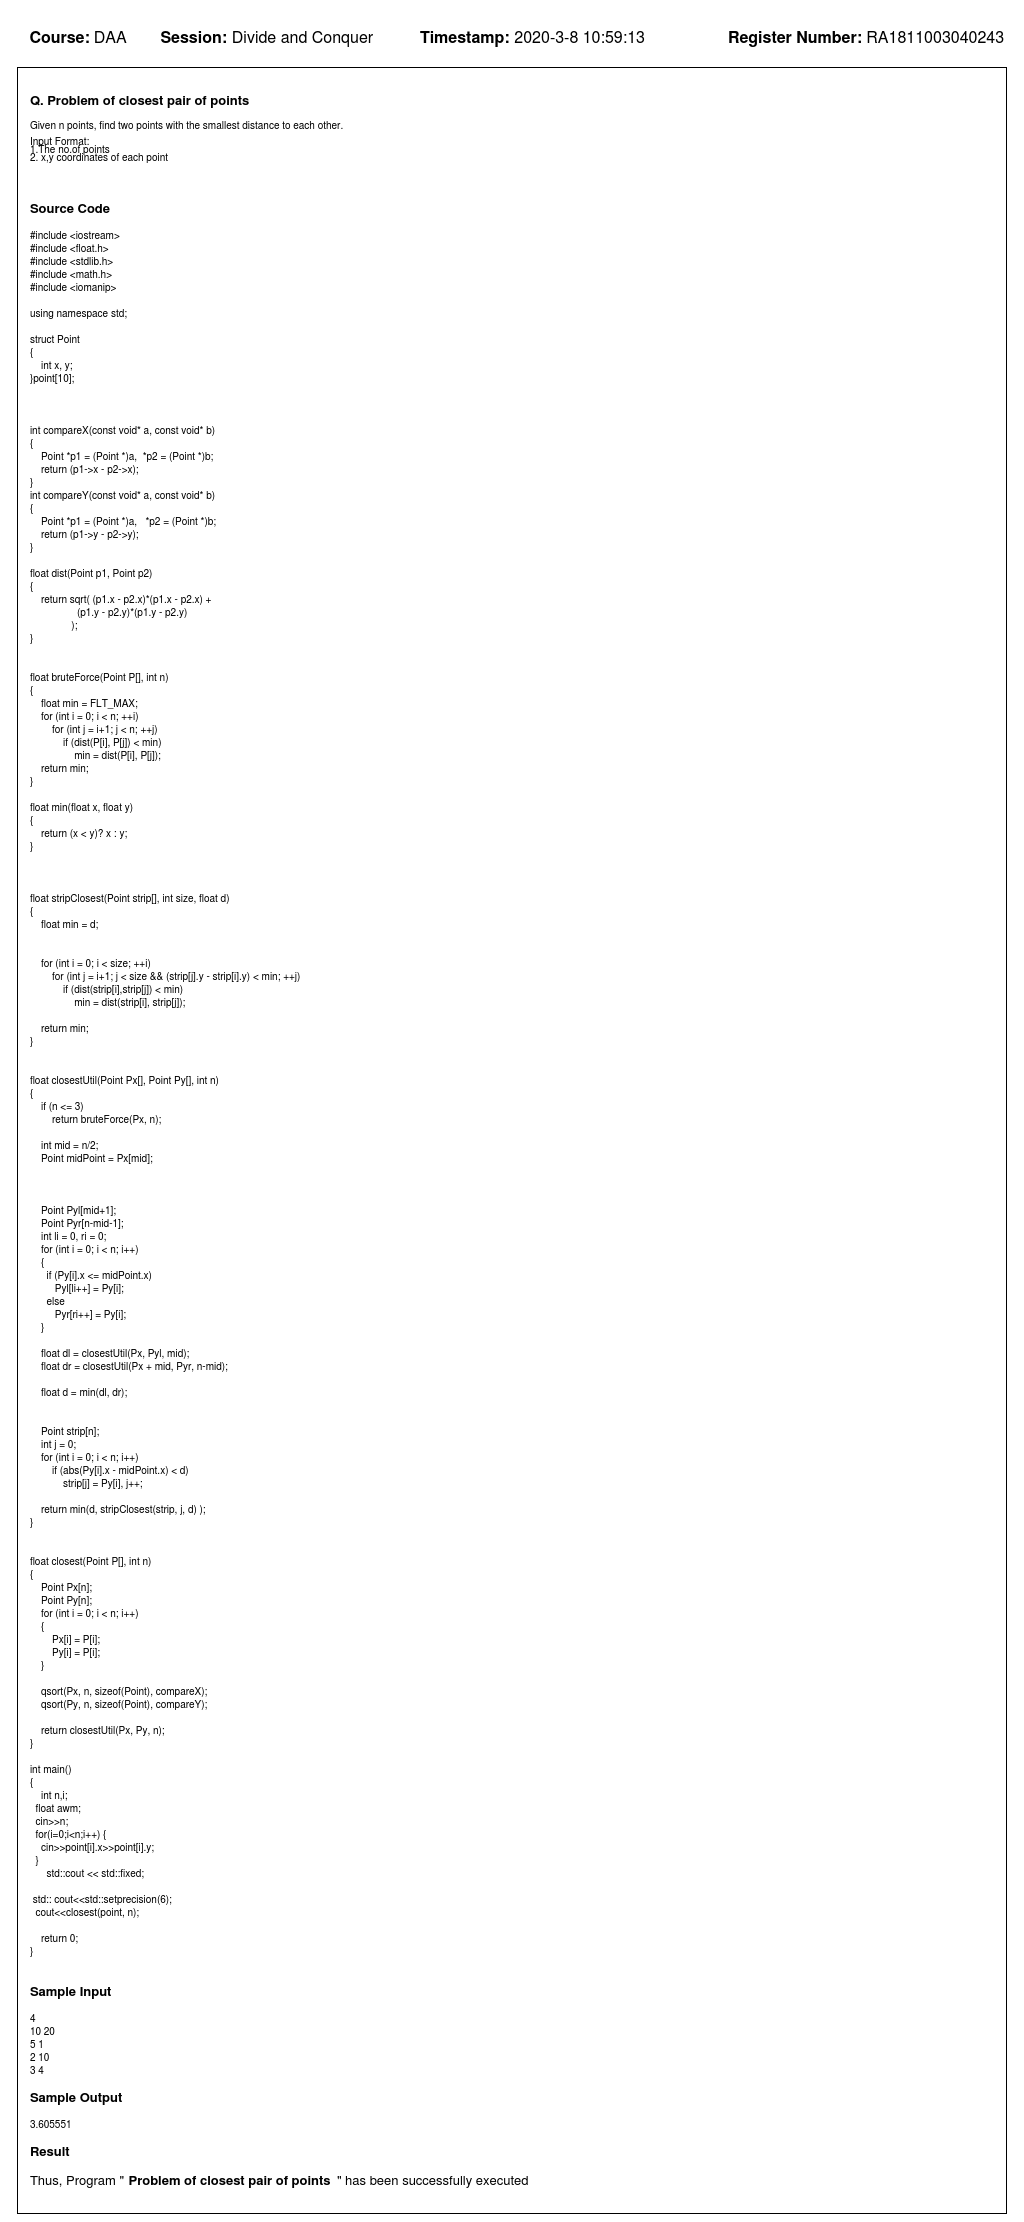 Course: DAA Session: Divide and Conquer Timestamp: 2020-3-8 10:59:13 Register Number: RA1811003040243
Q. Problem of closest pair of points
Given n points, find two points with the smallest distance to each other.
Input Format:
1.The no.of points
2. x,y coordinates of each point
Source Code
#include <iostream>
#include <float.h>
#include <stdlib.h>
#include <math.h>
#include <iomanip>
using namespace std;
struct Point
{
int x, y;
}point[10];
int compareX(const void* a, const void* b)
{
Point *p1 = (Point *)a, *p2 = (Point *)b;
return (p1->x - p2->x);
}
int compareY(const void* a, const void* b)
{
Point *p1 = (Point *)a, *p2 = (Point *)b;
return (p1->y - p2->y);
}
float dist(Point p1, Point p2)
{
return sqrt( (p1.x - p2.x)*(p1.x - p2.x) +
(p1.y - p2.y)*(p1.y - p2.y)
);
}
float bruteForce(Point P[], int n)
{
float min = FLT_MAX;
for (int i = 0; i < n; ++i)
for (int j = i+1; j < n; ++j)
if (dist(P[i], P[j]) < min)
min = dist(P[i], P[j]);
return min;
}
float min(float x, float y)
{
return (x < y)? x : y;
}
float stripClosest(Point strip[], int size, float d)
{
float min = d;
for (int i = 0; i < size; ++i)
for (int j = i+1; j < size && (strip[j].y - strip[i].y) < min; ++j)
if (dist(strip[i],strip[j]) < min)
min = dist(strip[i], strip[j]);
return min;
}
float closestUtil(Point Px[], Point Py[], int n)
{
if (n <= 3)
return bruteForce(Px, n);
int mid = n/2;
Point midPoint = Px[mid];
Point Pyl[mid+1];
Point Pyr[n-mid-1];
int li = 0, ri = 0;
for (int i = 0; i < n; i++)
{
if (Py[i].x <= midPoint.x)
Pyl[li++] = Py[i];
else
Pyr[ri++] = Py[i];
}
float dl = closestUtil(Px, Pyl, mid);
float dr = closestUtil(Px + mid, Pyr, n-mid);
float d = min(dl, dr);
Point strip[n];
int j = 0;
for (int i = 0; i < n; i++)
if (abs(Py[i].x - midPoint.x) < d)
strip[j] = Py[i], j++;
return min(d, stripClosest(strip, j, d) );
}
float closest(Point P[], int n)
{
Point Px[n];
Point Py[n];
for (int i = 0; i < n; i++)
{
Px[i] = P[i];
Py[i] = P[i];
}
qsort(Px, n, sizeof(Point), compareX);
qsort(Py, n, sizeof(Point), compareY);
return closestUtil(Px, Py, n);
}
int main()
{
int n,i;
float awm;
cin>>n;
for(i=0;i<n;i++) {
cin>>point[i].x>>point[i].y;
}
std::cout << std::fixed;
std:: cout<<std::setprecision(6);
cout<<closest(point, n);
return 0;
}
Sample Input
4
10 20
5 1
2 10
3 4
Sample Output
3.605551
Result
Thus, Program " Problem of closest pair of points " has been successfully executed